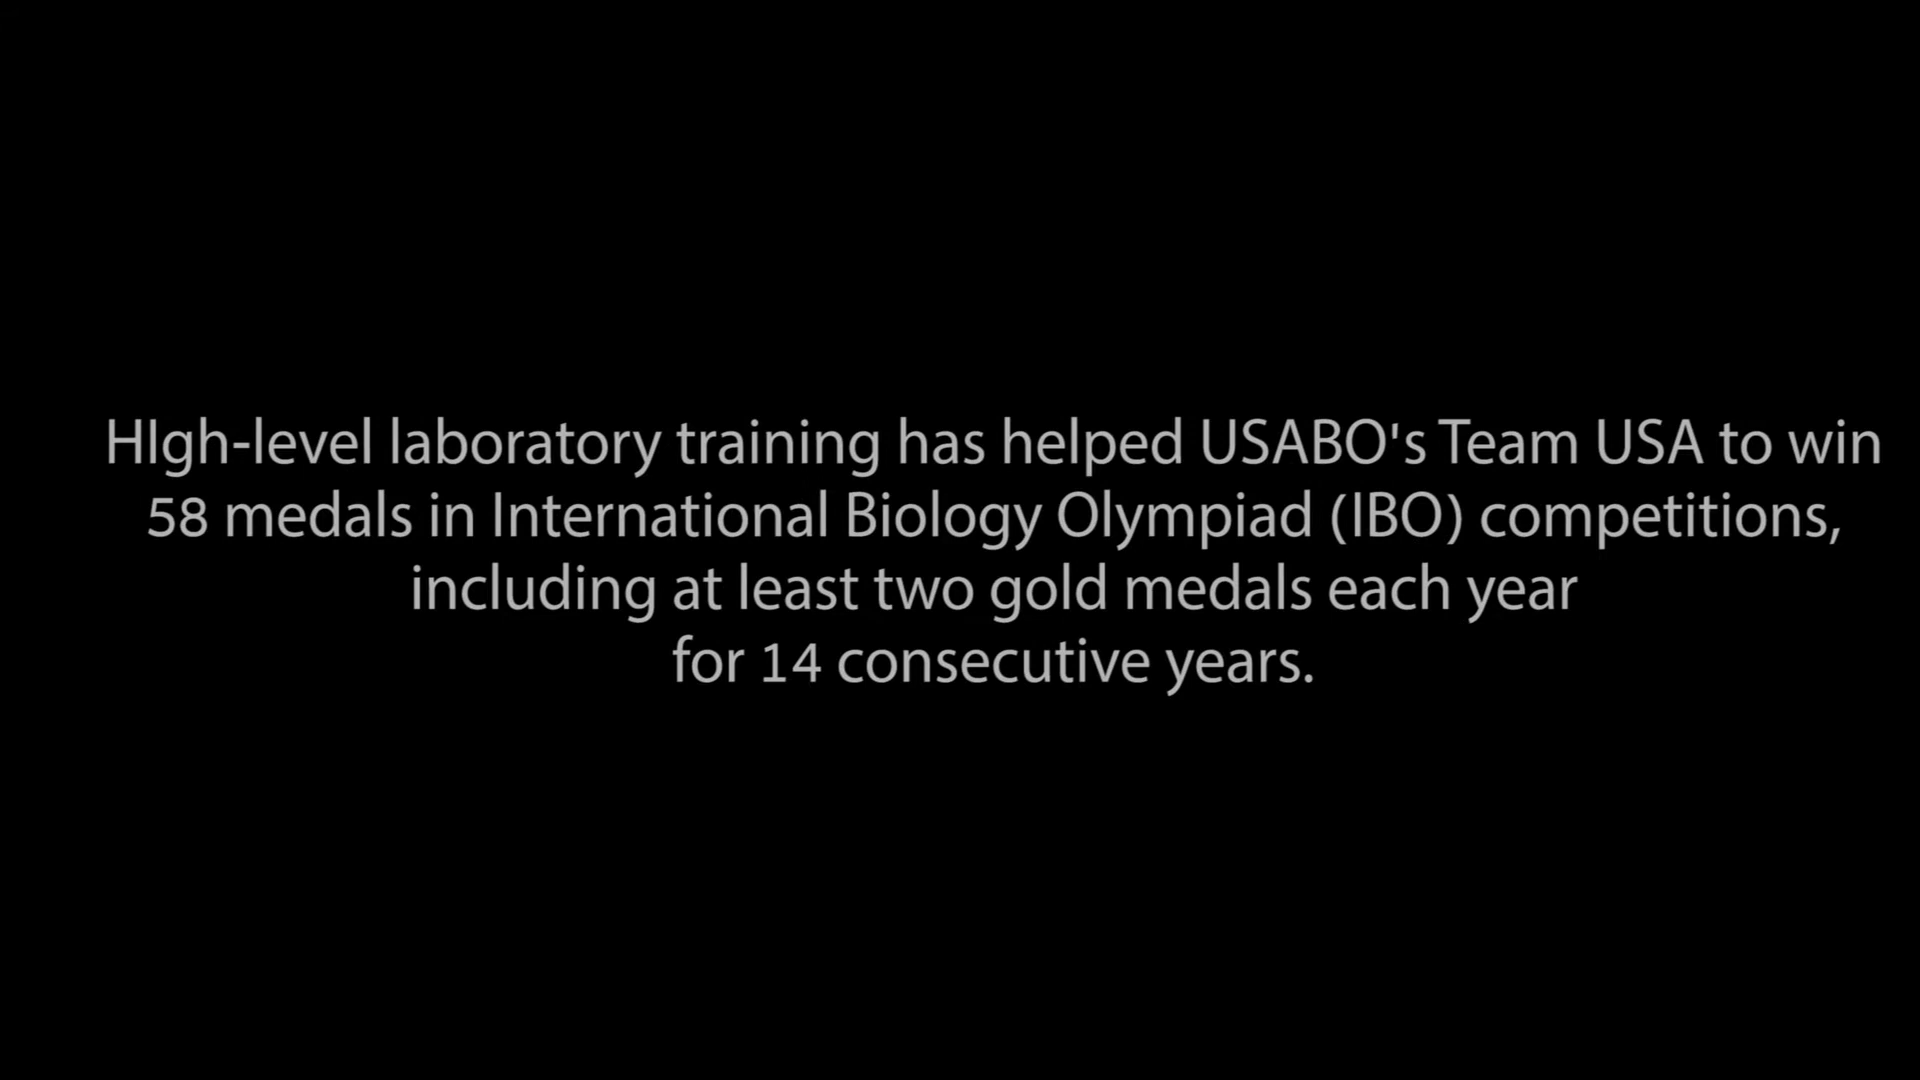 HIgh-level laboratory training has helped USABO's Team USA to win
58 medals in International Biology Olympiad (IBO) competitions,
including at least two gold medals each year
for 14 consecutive years.